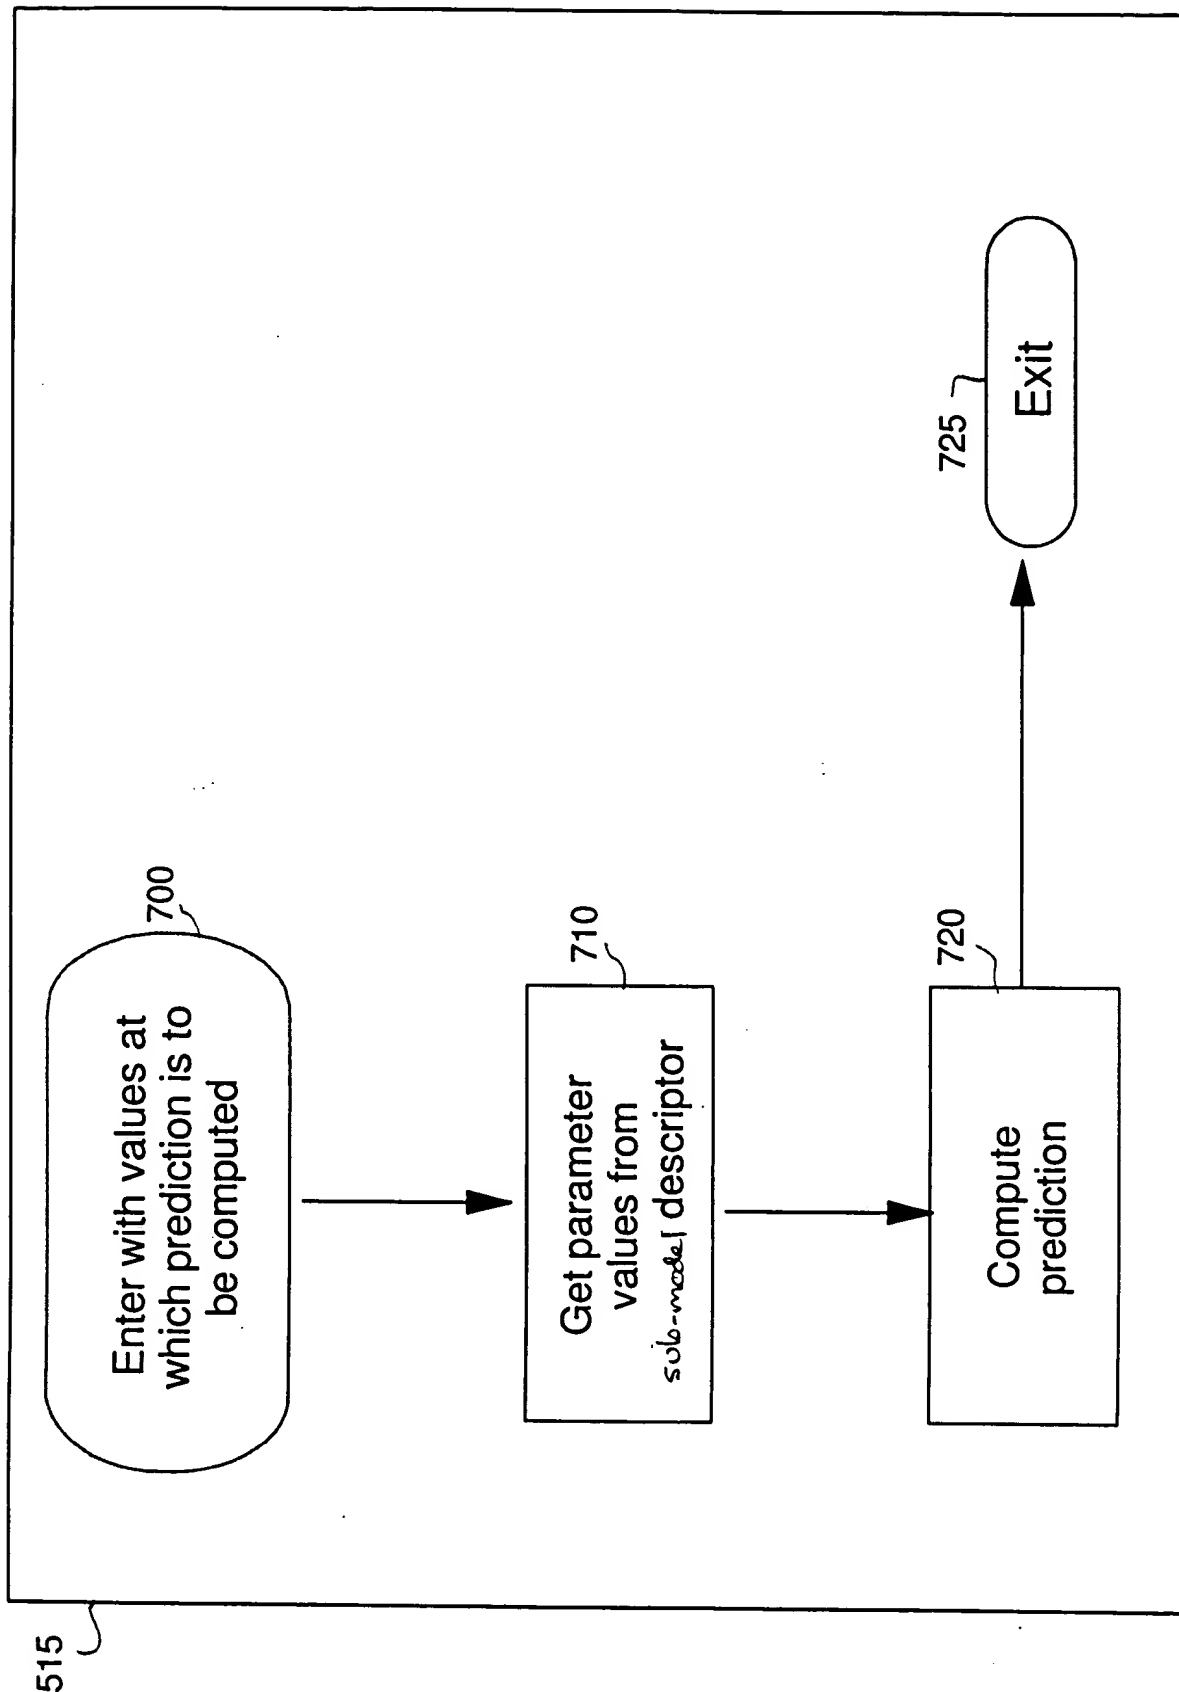 515
700
Enter with values at
which prediction is to
be computed
710
Get parameter
values from
sub-model descriptor
720
Compute
prediction
725
Exit